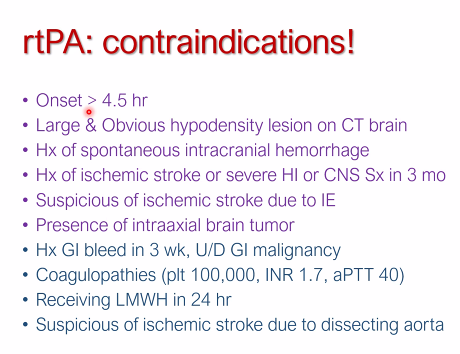 rtPA: contraindications!
• Onset > 4.5 hr
• Large & Obvious hypodensity lesion on CT brain
• Hx of spontaneous intracranial hemorrhage
• Hx of ischemic stroke or severe HI or CNS Sx in 3 mo
• Suspicious of ischemic stroke due to IE
• Presence of intraaxial brain tumor
• Hx GI bleed in 3 wk, U/D GI malignancy
• Coagulopathies (plt 100,000, INR 1.7, aPTT 40)
• Receiving LMWH in 24 hr
• Suspicious of ischemic stroke due to dissecting aorta